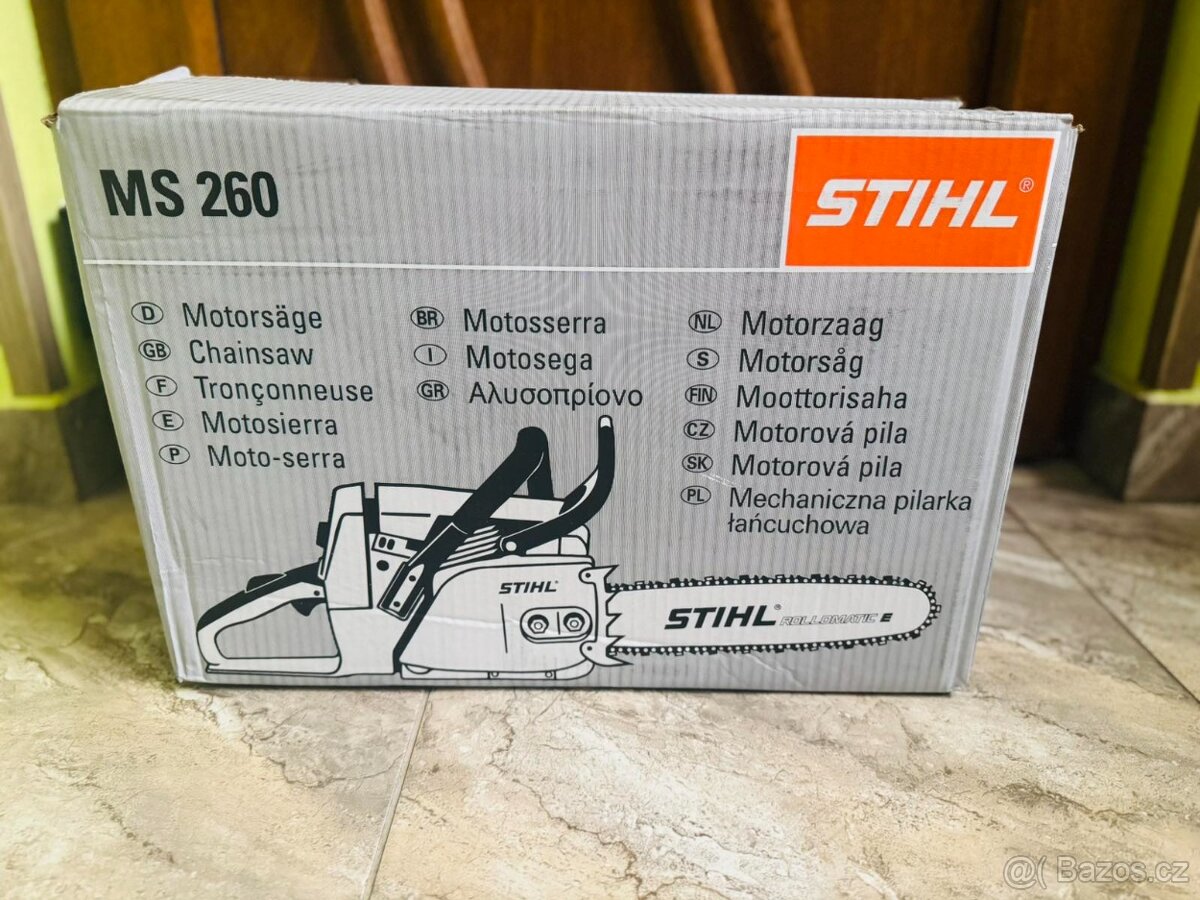 MS 260
STIHL®
D Motorsäge
GB Chainsaw
F Tronçonneuse
E Motosierra
P Moto-serra
BR Motosserra
I Motosega
GR Αλυσοπρίονο
NL Motorzaag
S Motorsåg
FIN Moottorisaha
CZ Motorová pila
SK Motorová pila
PL Mechaniczna pilarka
łańcuchowa
STIHL
STIHL® ROLLOMATIC E
@( Bazos.cz